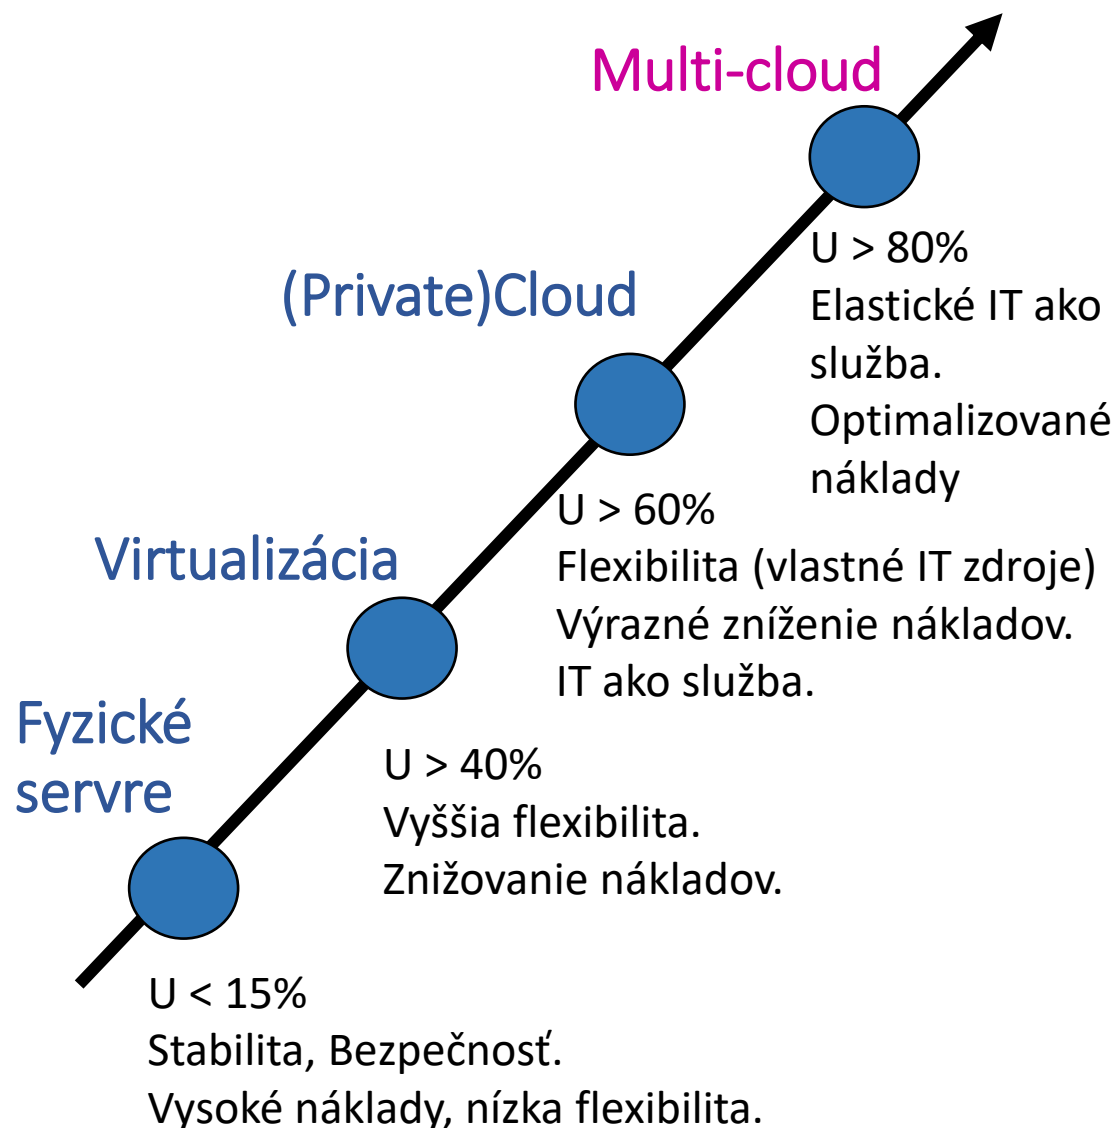 Multi-cloud
U > 80%
Elastické IT ako
služba.
Optimalizované
náklady
(Private)Cloud
U > 60%
Flexibilita (vlastné IT zdroje)
Výrazné zníženie nákladov.
IT ako služba.
Virtualizácia
U > 40%
Vyššia flexibilita.
Znižovanie nákladov.
Fyzické
servre
U < 15%
Stabilita, Bezpečnosť.
Vysoké náklady, nízka flexibilita.